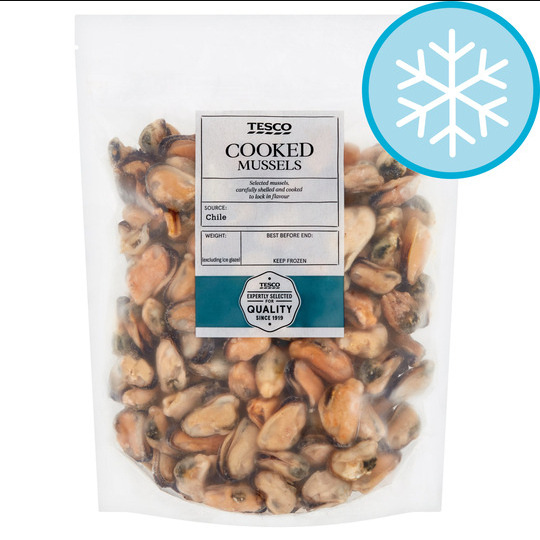 TESCO
COOKED
MUSSELS
Selected mussels,
carefully shelled and cooked
to lock in flavour
SOURCE:
Chile
WEIGHT:
BEST BEFORE END:
(excluding ice glaze)
KEEP FROZEN
TESCO
EXPERTLY SELECTED
FOR
QUALITY
SINCE 1919